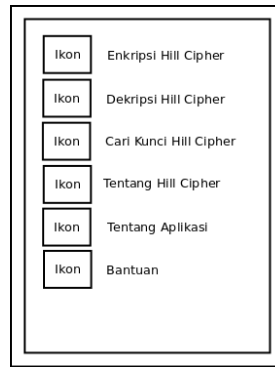 Ikon Enkripsi Hill Cipher
Ikon Dekripsi Hill Cipher
Ikon Cari Kunci Hill Cipher
Ikon Tentang Hill Cipher
Ikon Tentang Aplikasi
Ikon Bantuan